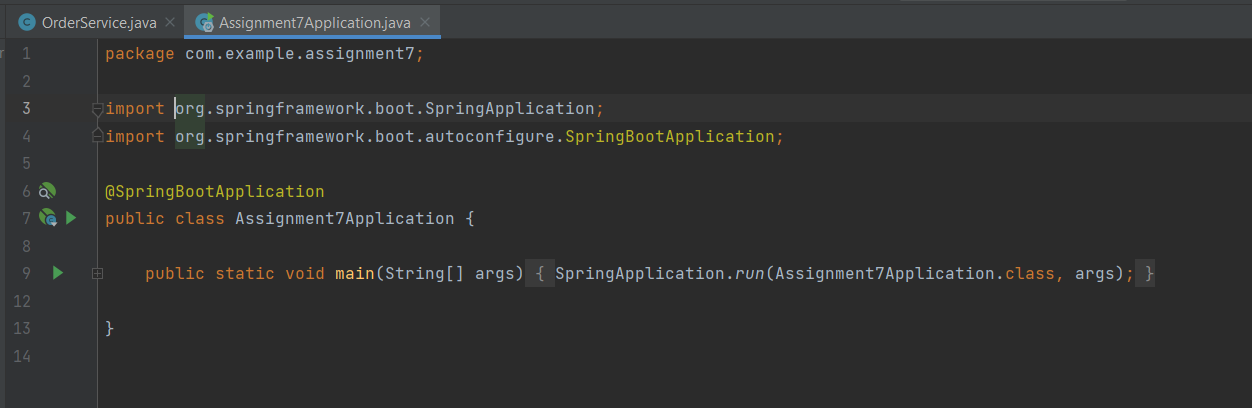 OrderService.java Assignment7Application.java
1 package com.example.assignment7;
2
3 import org.springframework.boot.SpringApplication;
4 import org.springframework.boot.autoconfigure.SpringBootApplication;
5
6 @SpringBootApplication
7 public class Assignment7Application {
8
9 public static void main(String[] args) { SpringApplication.run(Assignment7Application.class, args); }
12
13 }
14